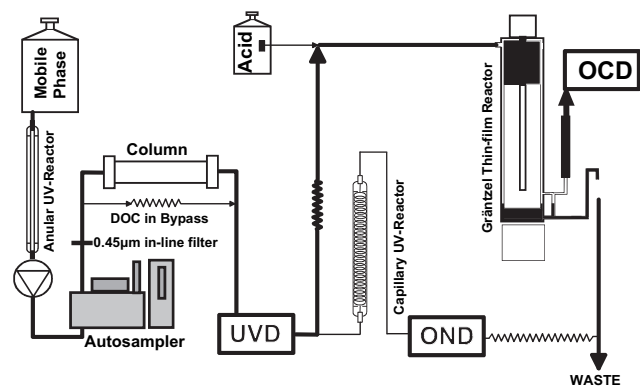 Mobile
Phase
Acid
OCD
Anular UV-Reactor
Column
DOC in Bypass
0.45µm in-line filter
Autosampler
UVD
Capillary UV-Reactor
OND
Gräntzel Thin-film Reactor
WASTE